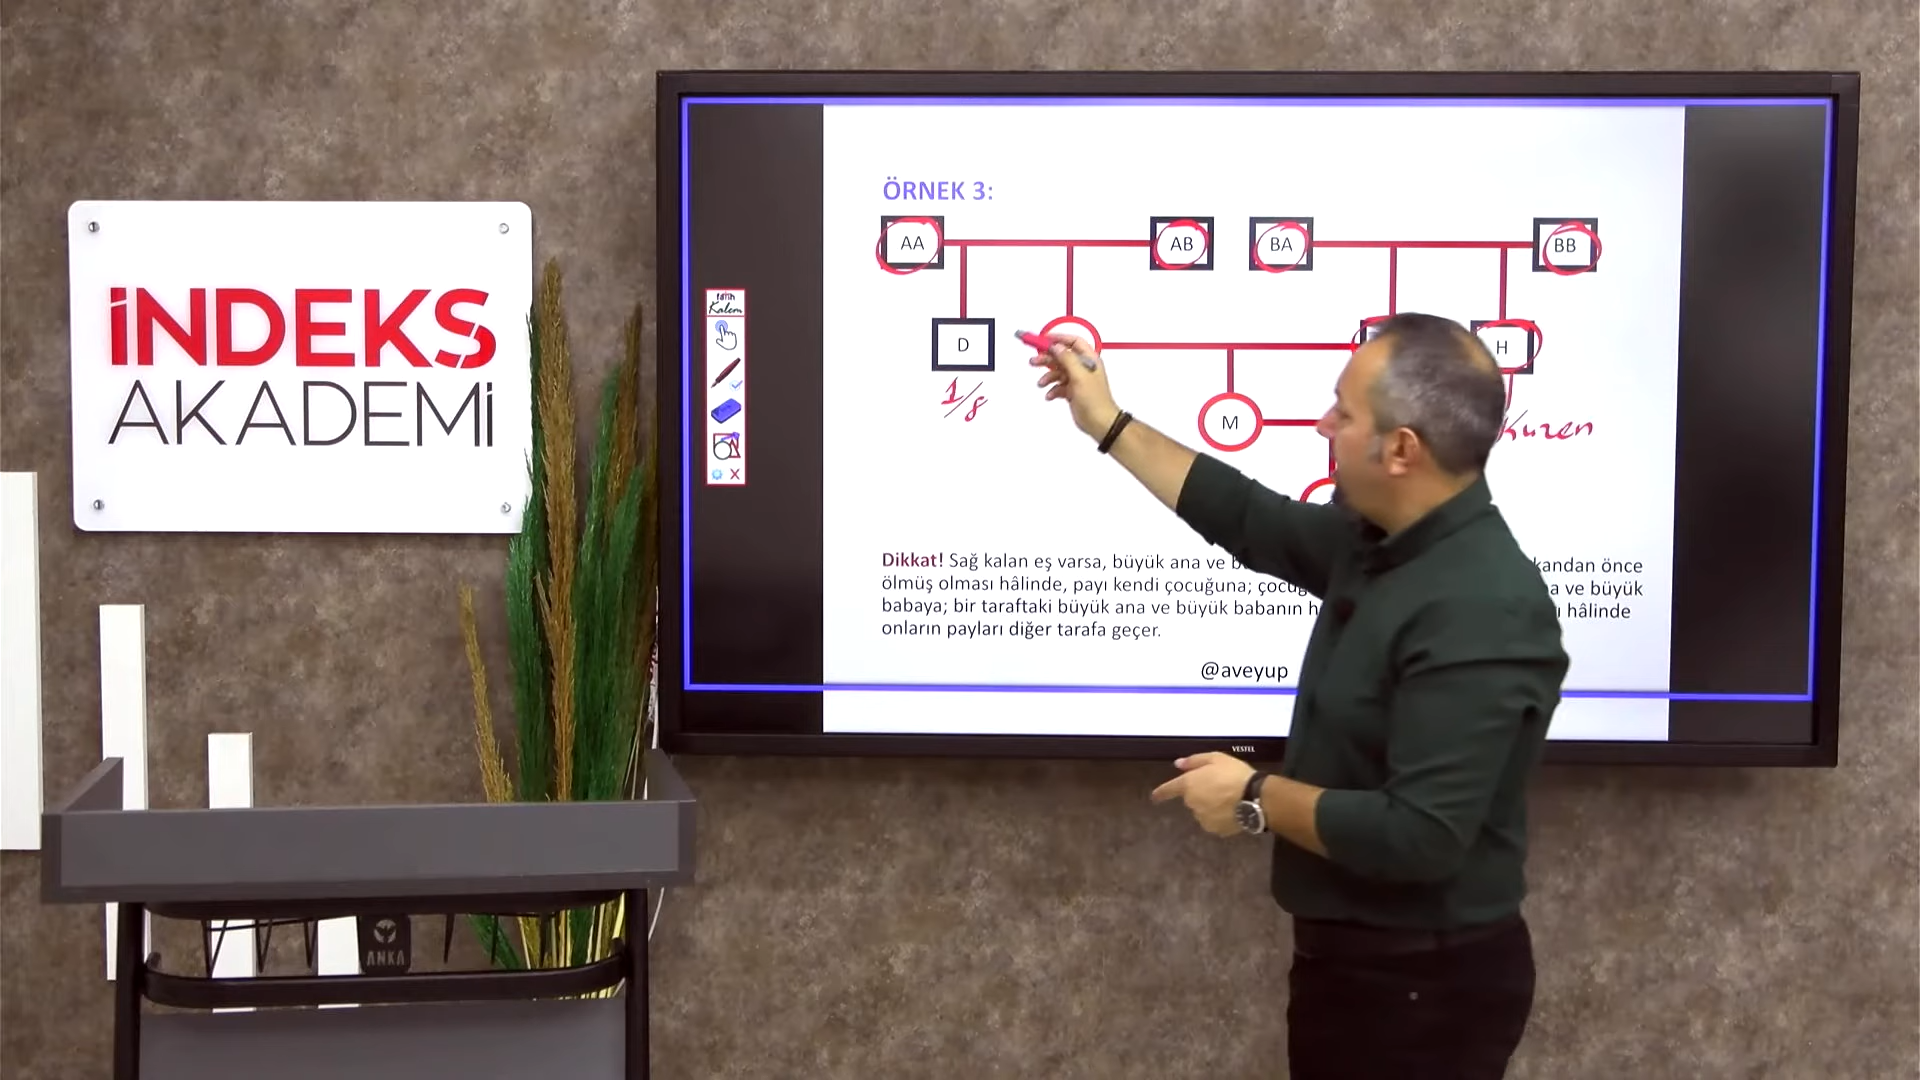 İNDEKS
AKADEMİ
ÖRNEK 3:
AA
AB
BA
BB
fatih
Kalem
D
H
1/8
M
Kuzen
Dikkat! Sağ kalan eş varsa, büyük ana ve kandan önce
ölmüş olması hâlinde, payı kendi çocuğuna; ve büyük
babaya; bir taraftaki büyük ana ve büyük babanın hâlinde
onların payları diğer tarafa geçer.
@aveyup
VESTEL
ANKA